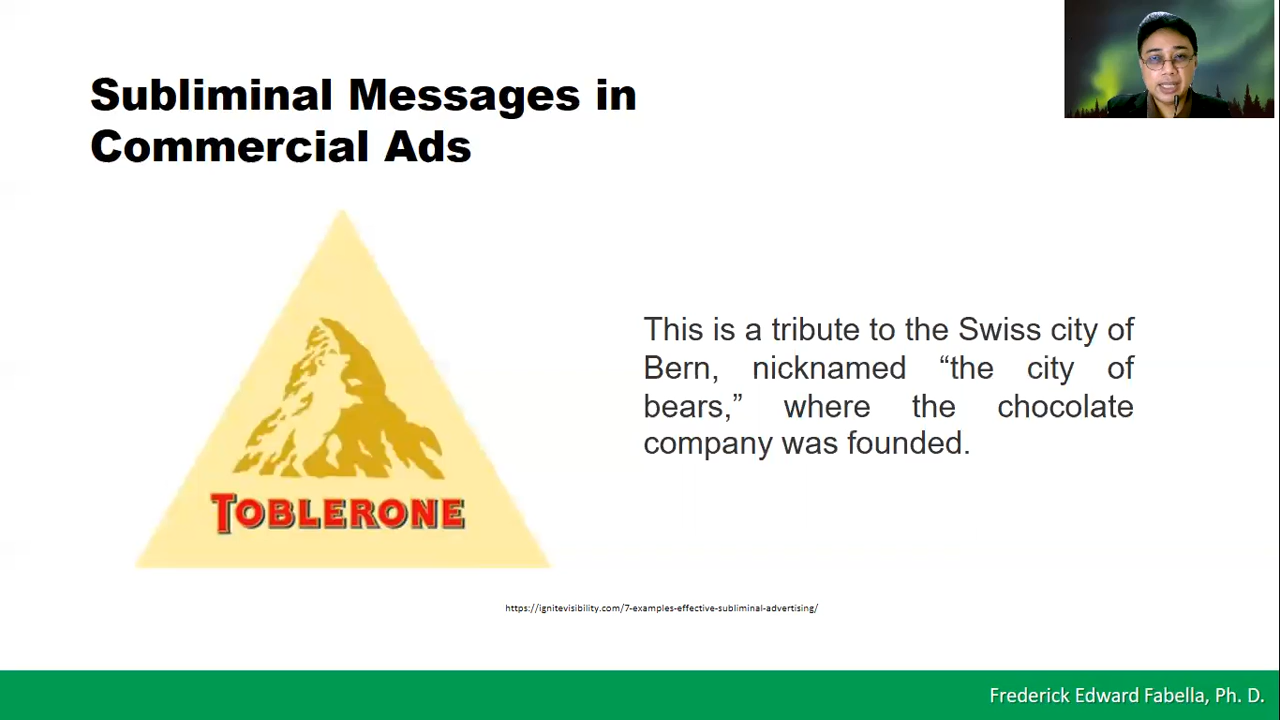 Subliminal Messages in
Commercial Ads
TOBLERONE
This is a tribute to the Swiss city of
Bern, nicknamed “the city of
bears,” where the chocolate
company was founded.
https://ignitevisibility.com/7-examples-effective-subliminal-advertising/
Frederick Edward Fabella, Ph. D.